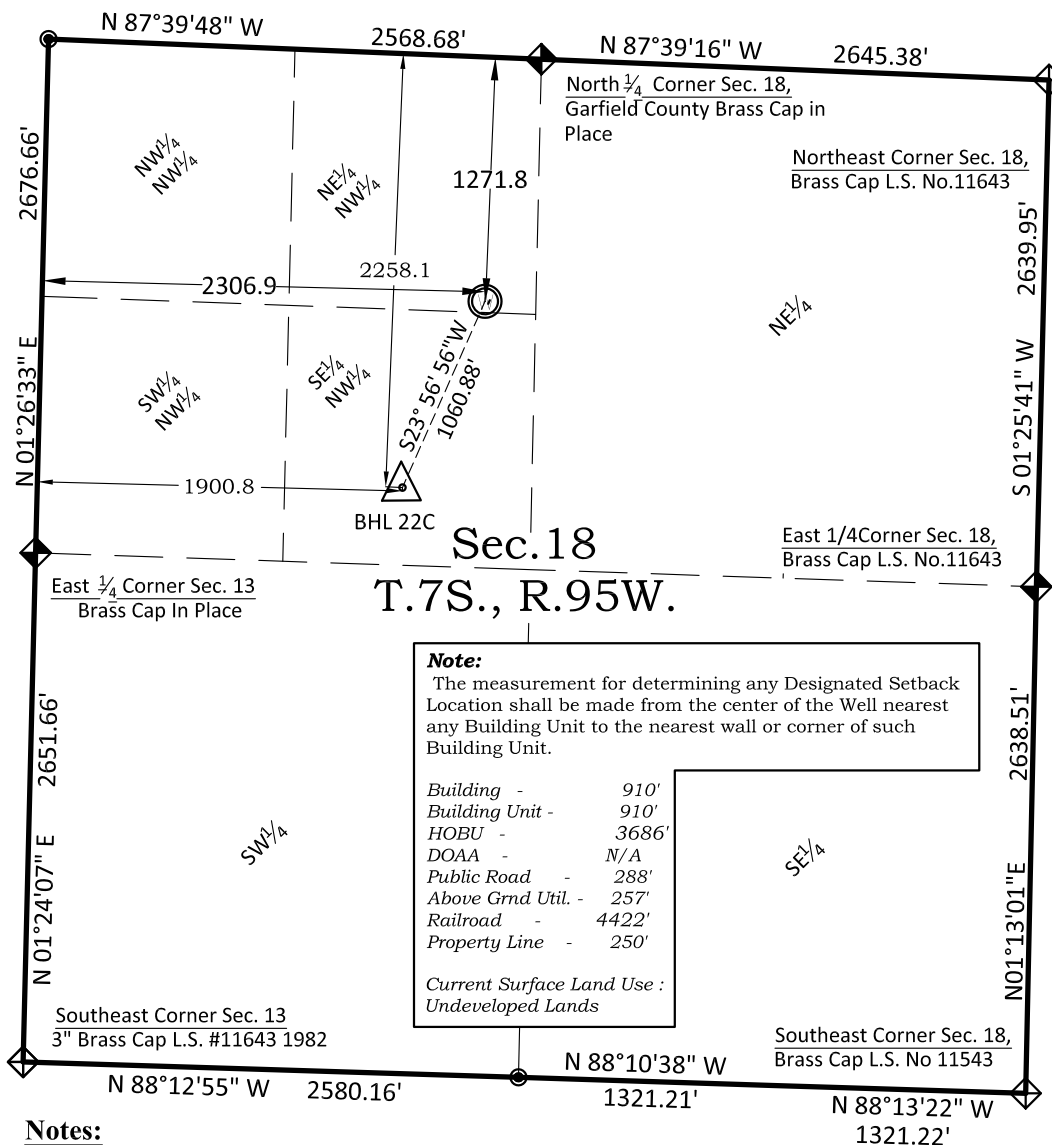 N 87°39'48" W
2568.68'
N 87°39'16" W
2645.38'
North 1⁄4 Corner Sec. 18,
Garfield County Brass Cap in
Place
Northeast Corner Sec. 18,
Brass Cap L.S. No.11643
2676.66'
NW1⁄4
NW1⁄4
NE1⁄4
NW1⁄4
1271.8
2639.95'
2258.1
2306.9
NE1⁄4
N 01°26'33" E
SW1⁄4
NW1⁄4
SE1⁄4
NW1⁄4
S23° 56' 56"W
1060.88'
S 01°25'41" W
1900.8
BHL 22C
Sec.18
T.7S., R.95W.
East 1/4Corner Sec. 18,
Brass Cap L.S. No.11643
East 1⁄4 Corner Sec. 13
Brass Cap In Place
Note:
The measurement for determining any Designated Setback
Location shall be made from the center of the Well nearest
any Building Unit to the nearest wall or corner of such
Building Unit.
Building - 910'
Building Unit - 910'
HOBU - 3686'
DOAA - N/A
Public Road - 288'
Above Grnd Util. - 257'
Railroad - 4422'
Property Line - 250'
Current Surface Land Use :
Undeveloped Lands
2651.66'
2638.51'
SW1⁄4
SE1⁄4
N 01°24'07" E
N01°13'01"E
Southeast Corner Sec. 13
3" Brass Cap L.S. #11643 1982
Southeast Corner Sec. 18,
Brass Cap L.S. No 11543
N 88°12'55" W
2580.16'
N 88°10'38" W
1321.21'
N 88°13'22" W
1321.22'
Notes: